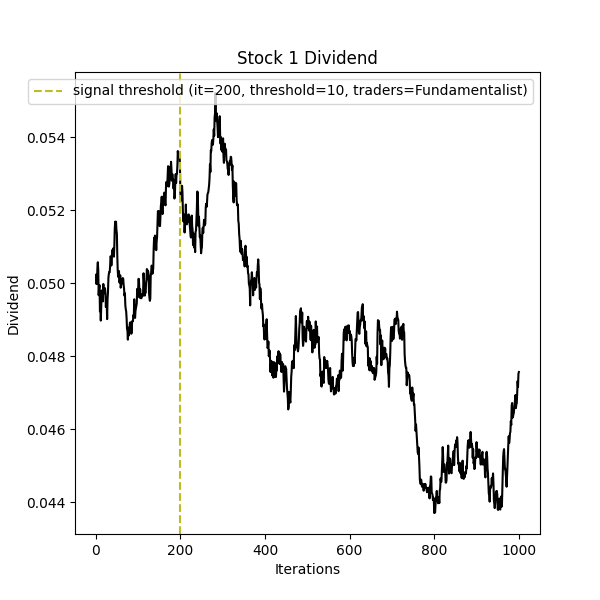 Stock 1 Dividend
signal threshold (it=200, threshold=10, traders=Fundamentalist)
0.054
0.052
0.050
0.048
0.046
0.044
Dividend
0 200 400 600 800 1000
Iterations